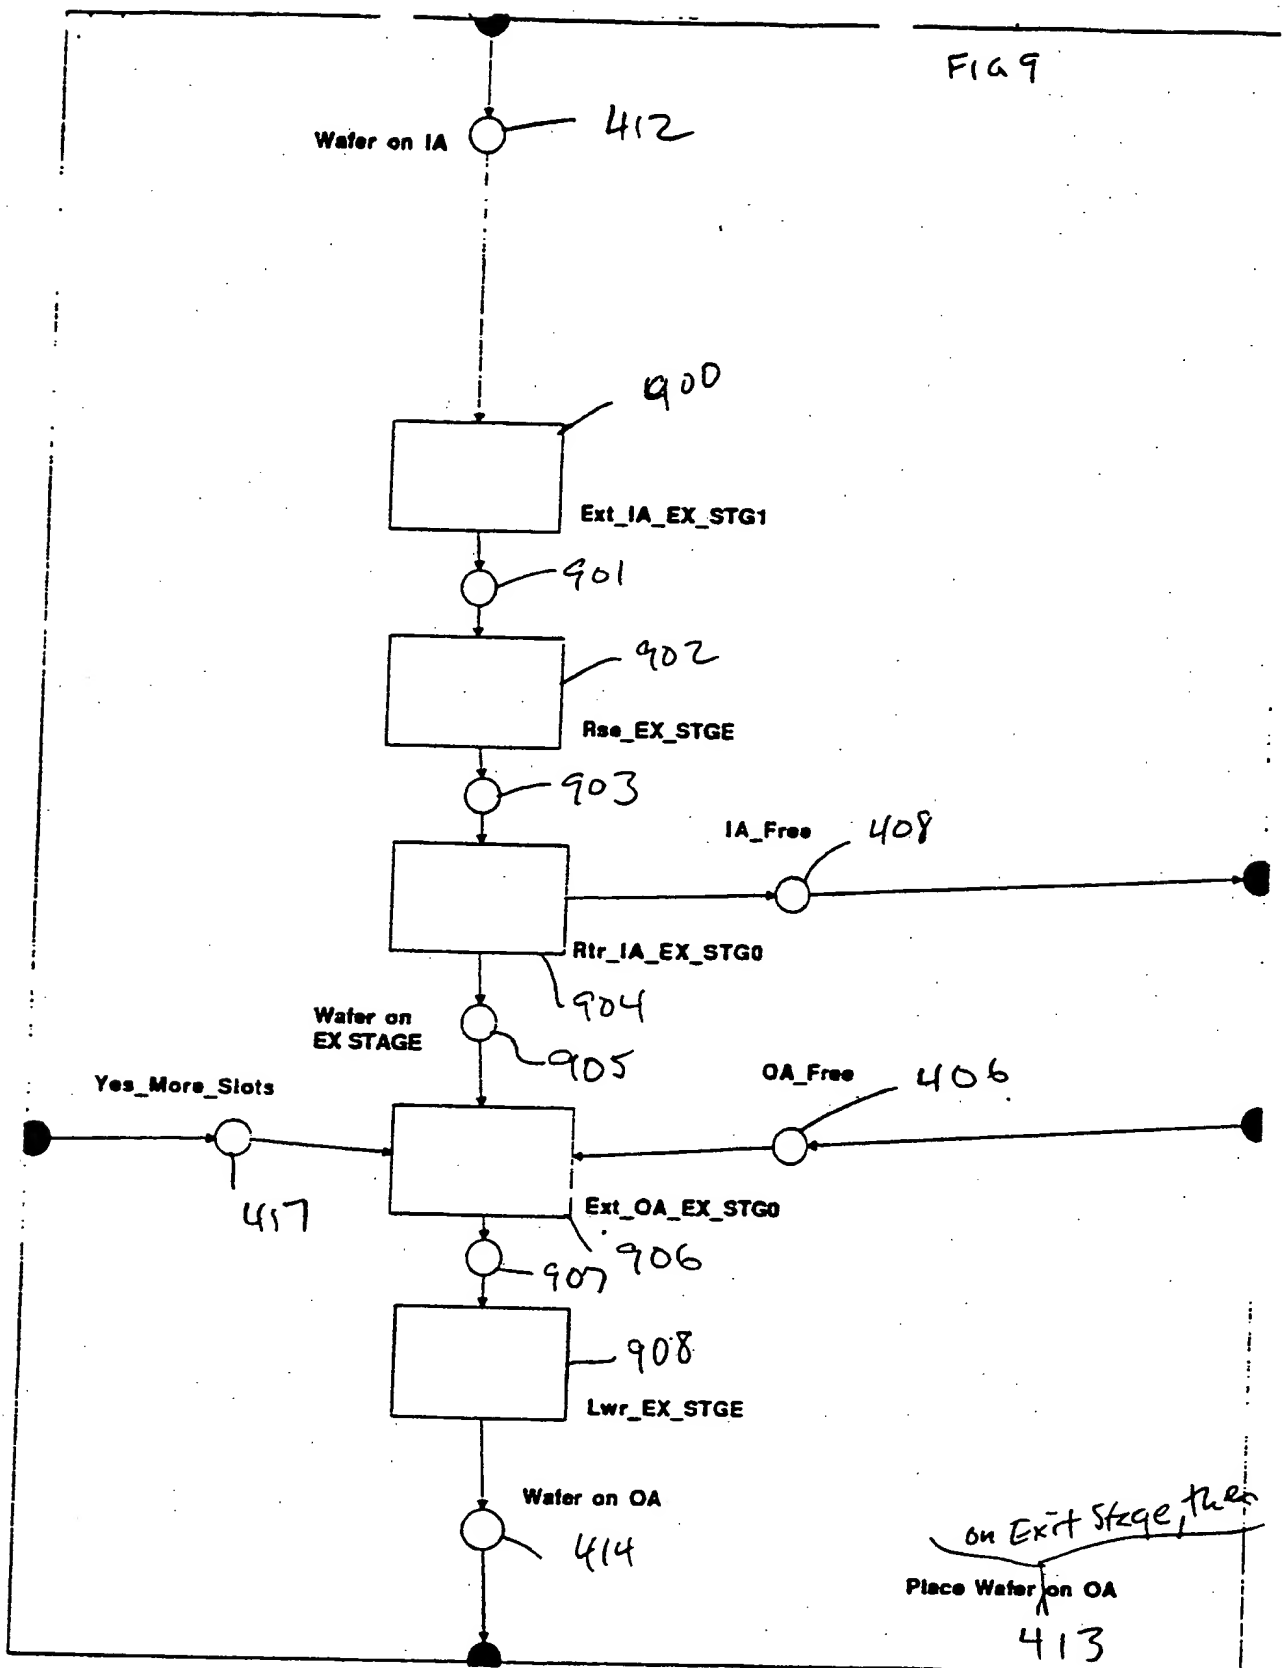 FIG 9
Wafer on IA
412
900
Ext_IA_EX_STG1
901
902
Rse_EX_STGE
903
IA_Free
408
Rtr_IA_EX_STG0
904
Wafer on
EX STAGE
905
Yes_More_Slots
OA_Free
406
417
Ext_OA_EX_STG0
906
907
908
Lwr_EX_STGE
Wafer on OA
414
on Exit Stage, then
Place Wafer on OA
413